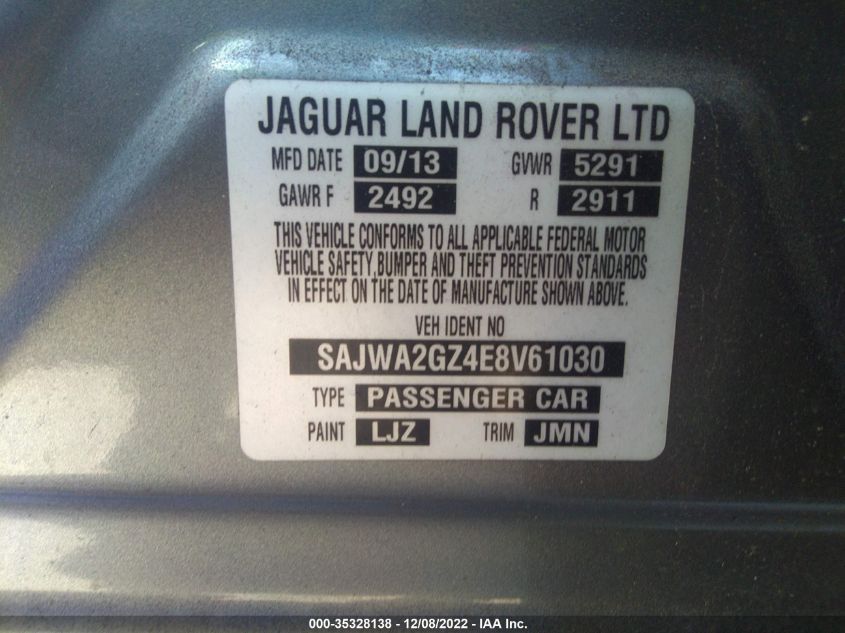 JAGUAR LAND ROVER LTD
MFD DATE 09/13 GVWR 5291
GAWR F 2492 R 2911
THIS VEHICLE CONFORMS TO ALL APPLICABLE FEDERAL MOTOR
VEHICLE SAFETY,BUMPER AND THEFT PREVENTION STANDARDS
IN EFFECT ON THE DATE OF MANUFACTURE SHOWN ABOVE.
VEH IDENT NO
SAJWA2GZ4E8V61030
TYPE PASSENGER CAR
PAINT LJZ TRIM JMN
000-35328138 - 12/08/2022 - IAA Inc.